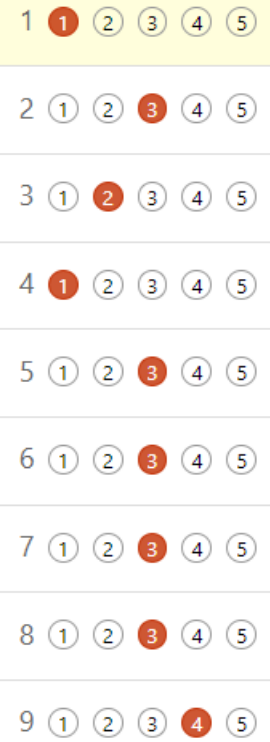 1 1 2 3 4 5
2 1 2 3 4 5
3 1 2 3 4 5
4 1 2 3 4 5
5 1 2 3 4 5
6 1 2 3 4 5
7 1 2 3 4 5
8 1 2 3 4 5
9 1 2 3 4 5